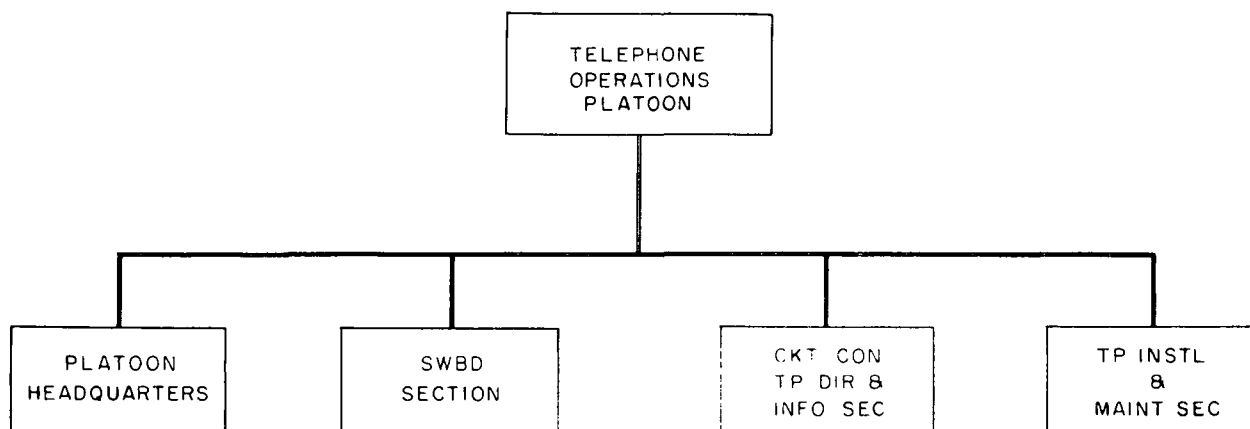 TELEPHONE
OPERATIONS
PLATOON
PLATOON
HEADQUARTERS
SWBD
SECTION
CKT CON
TP DIR &
INFO SEC
TP INSTL
&
MAINT SEC